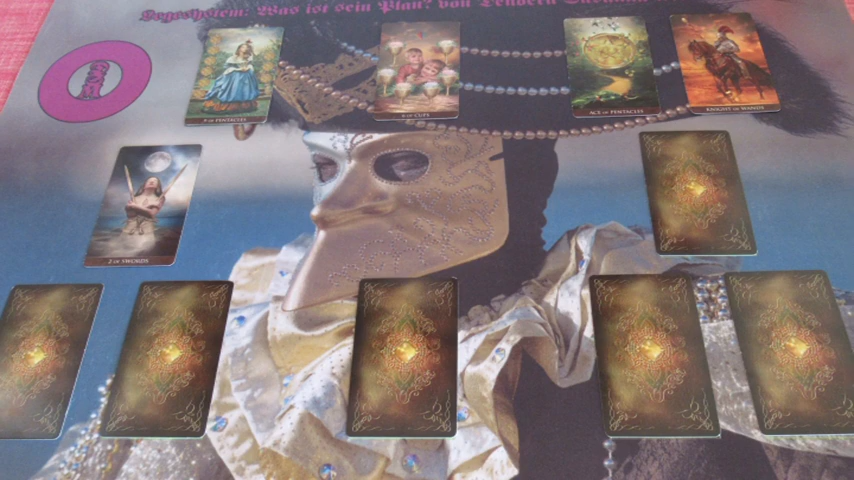 Legesystem: Was ist sein Plan? von Lenders
9 OF PENTACLES
6 OF CUPS
ACE OF PENTACLES
KNIGHT OF WANDS
2 OF SWORDS